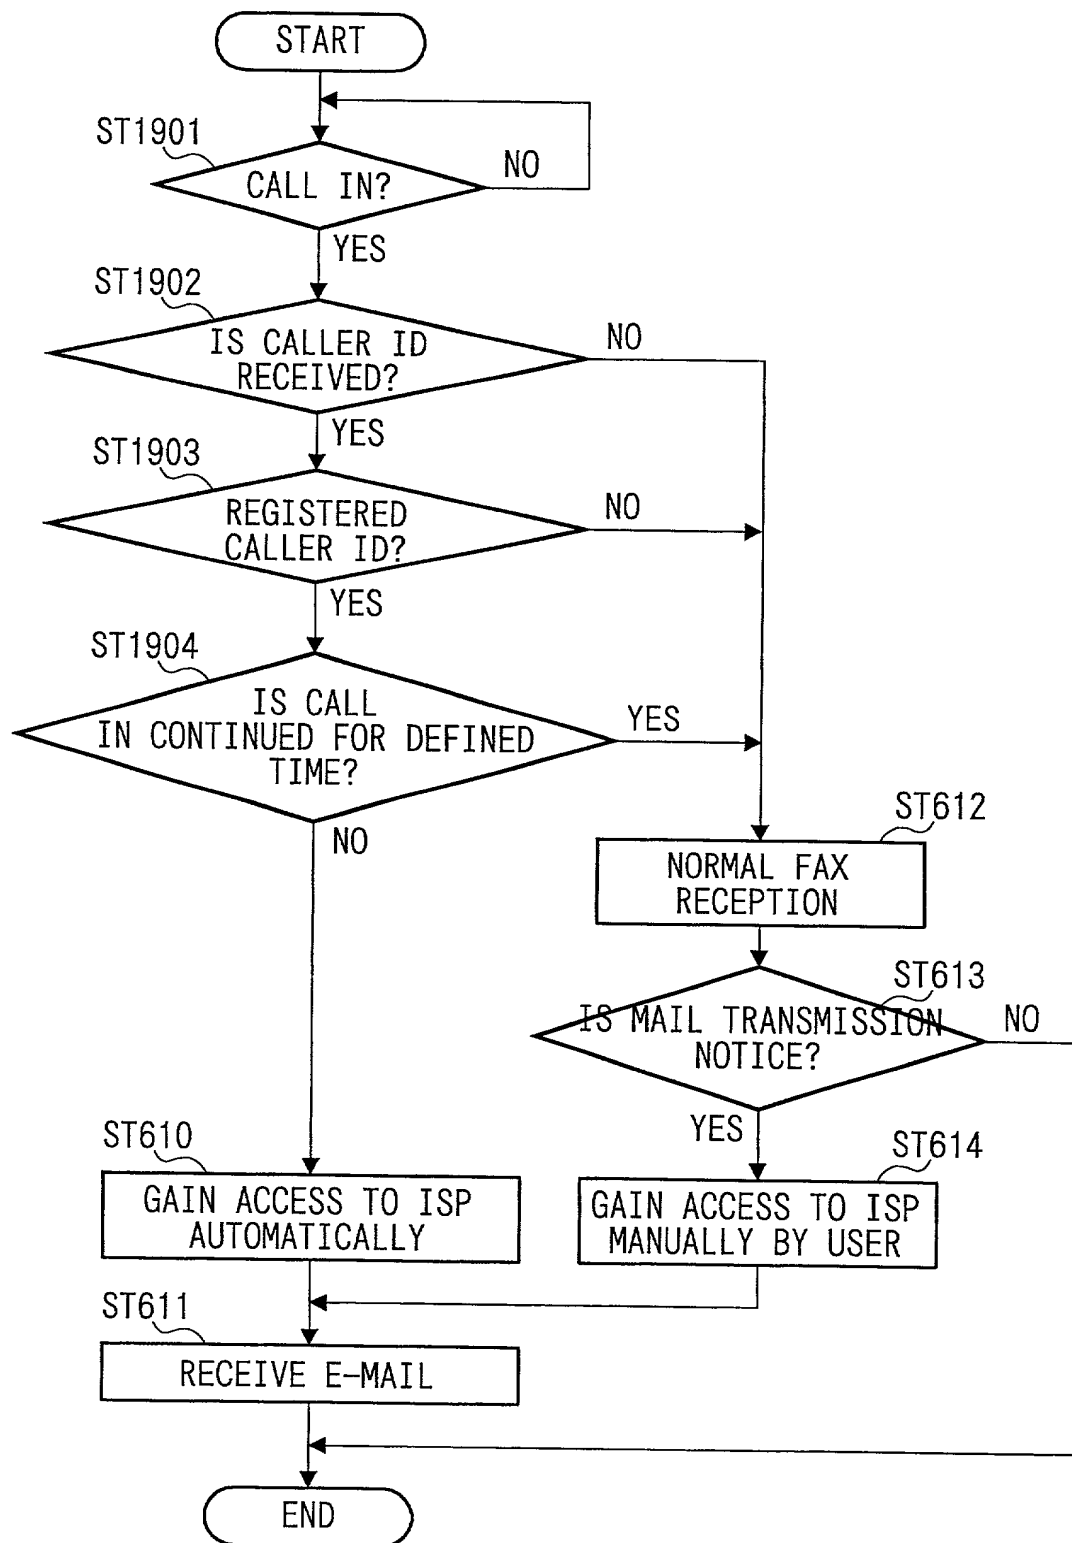 START
ST1901
CALL IN?
NO
YES
ST1902
IS CALLER ID
RECEIVED?
NO
YES
ST1903
REGISTERED
CALLER ID?
NO
YES
ST1904
IS CALL
IN CONTINUED FOR DEFINED
TIME?
YES
NO
ST612
NORMAL FAX
RECEPTION
ST613
IS MAIL TRANSMISSION
NOTICE?
NO
YES
ST610
GAIN ACCESS TO ISP
AUTOMATICALLY
ST614
GAIN ACCESS TO ISP
MANUALLY BY USER
ST611
RECEIVE E-MAIL
END